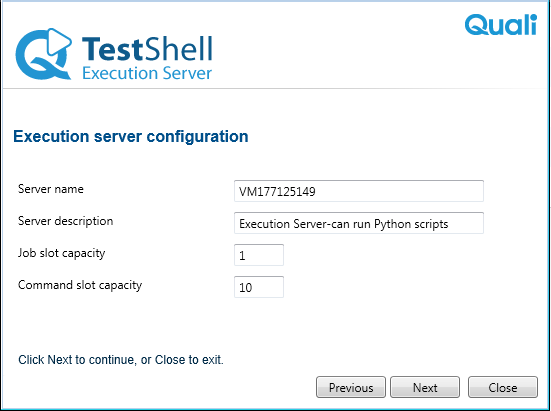 Quali
TestShell
Execution Server
Execution server configuration
Server name VM177125149
Server description Execution Server-can run Python scripts
Job slot capacity 1
Command slot capacity 10
Click Next to continue, or Close to exit.
Previous Next Close